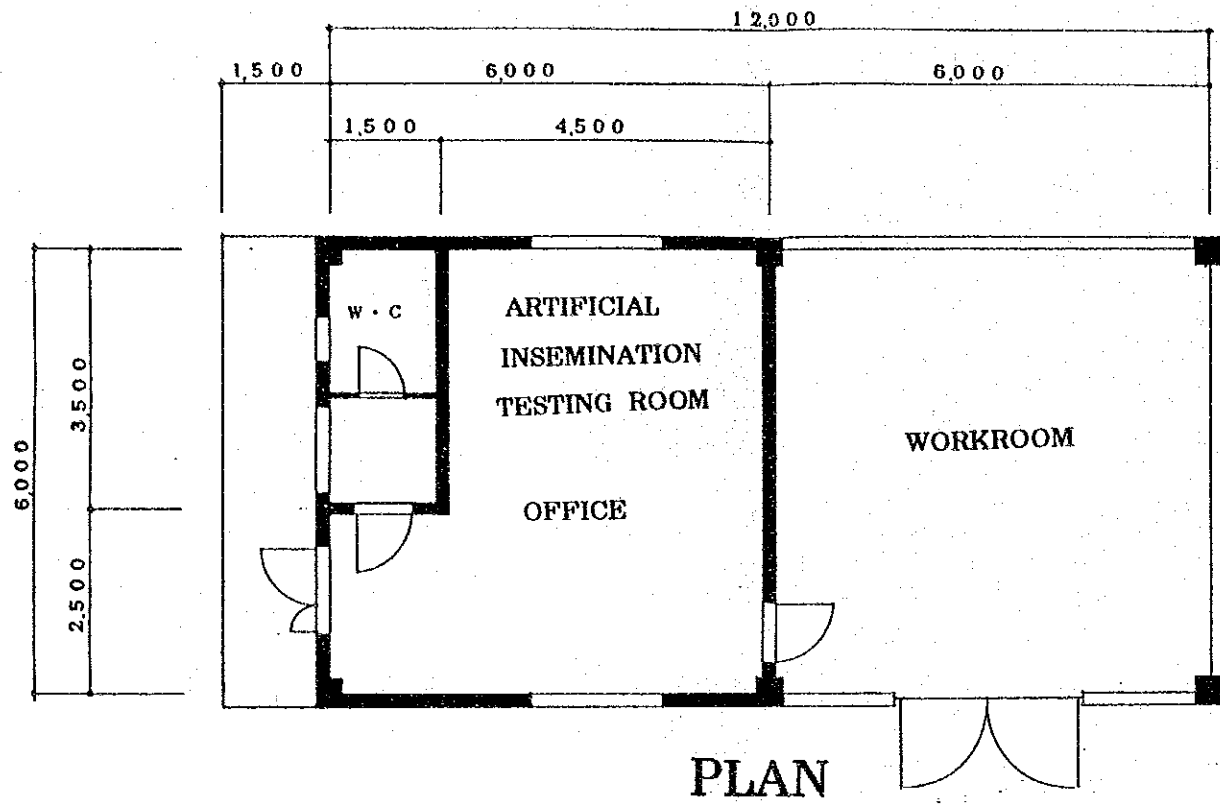 12,000
1,500 6,000 6,000
1,500 4,500
W・C
ARTIFICIAL
INSEMINATION
TESTING ROOM
OFFICE
WORKROOM
6,000
3,500
2,500
PLAN